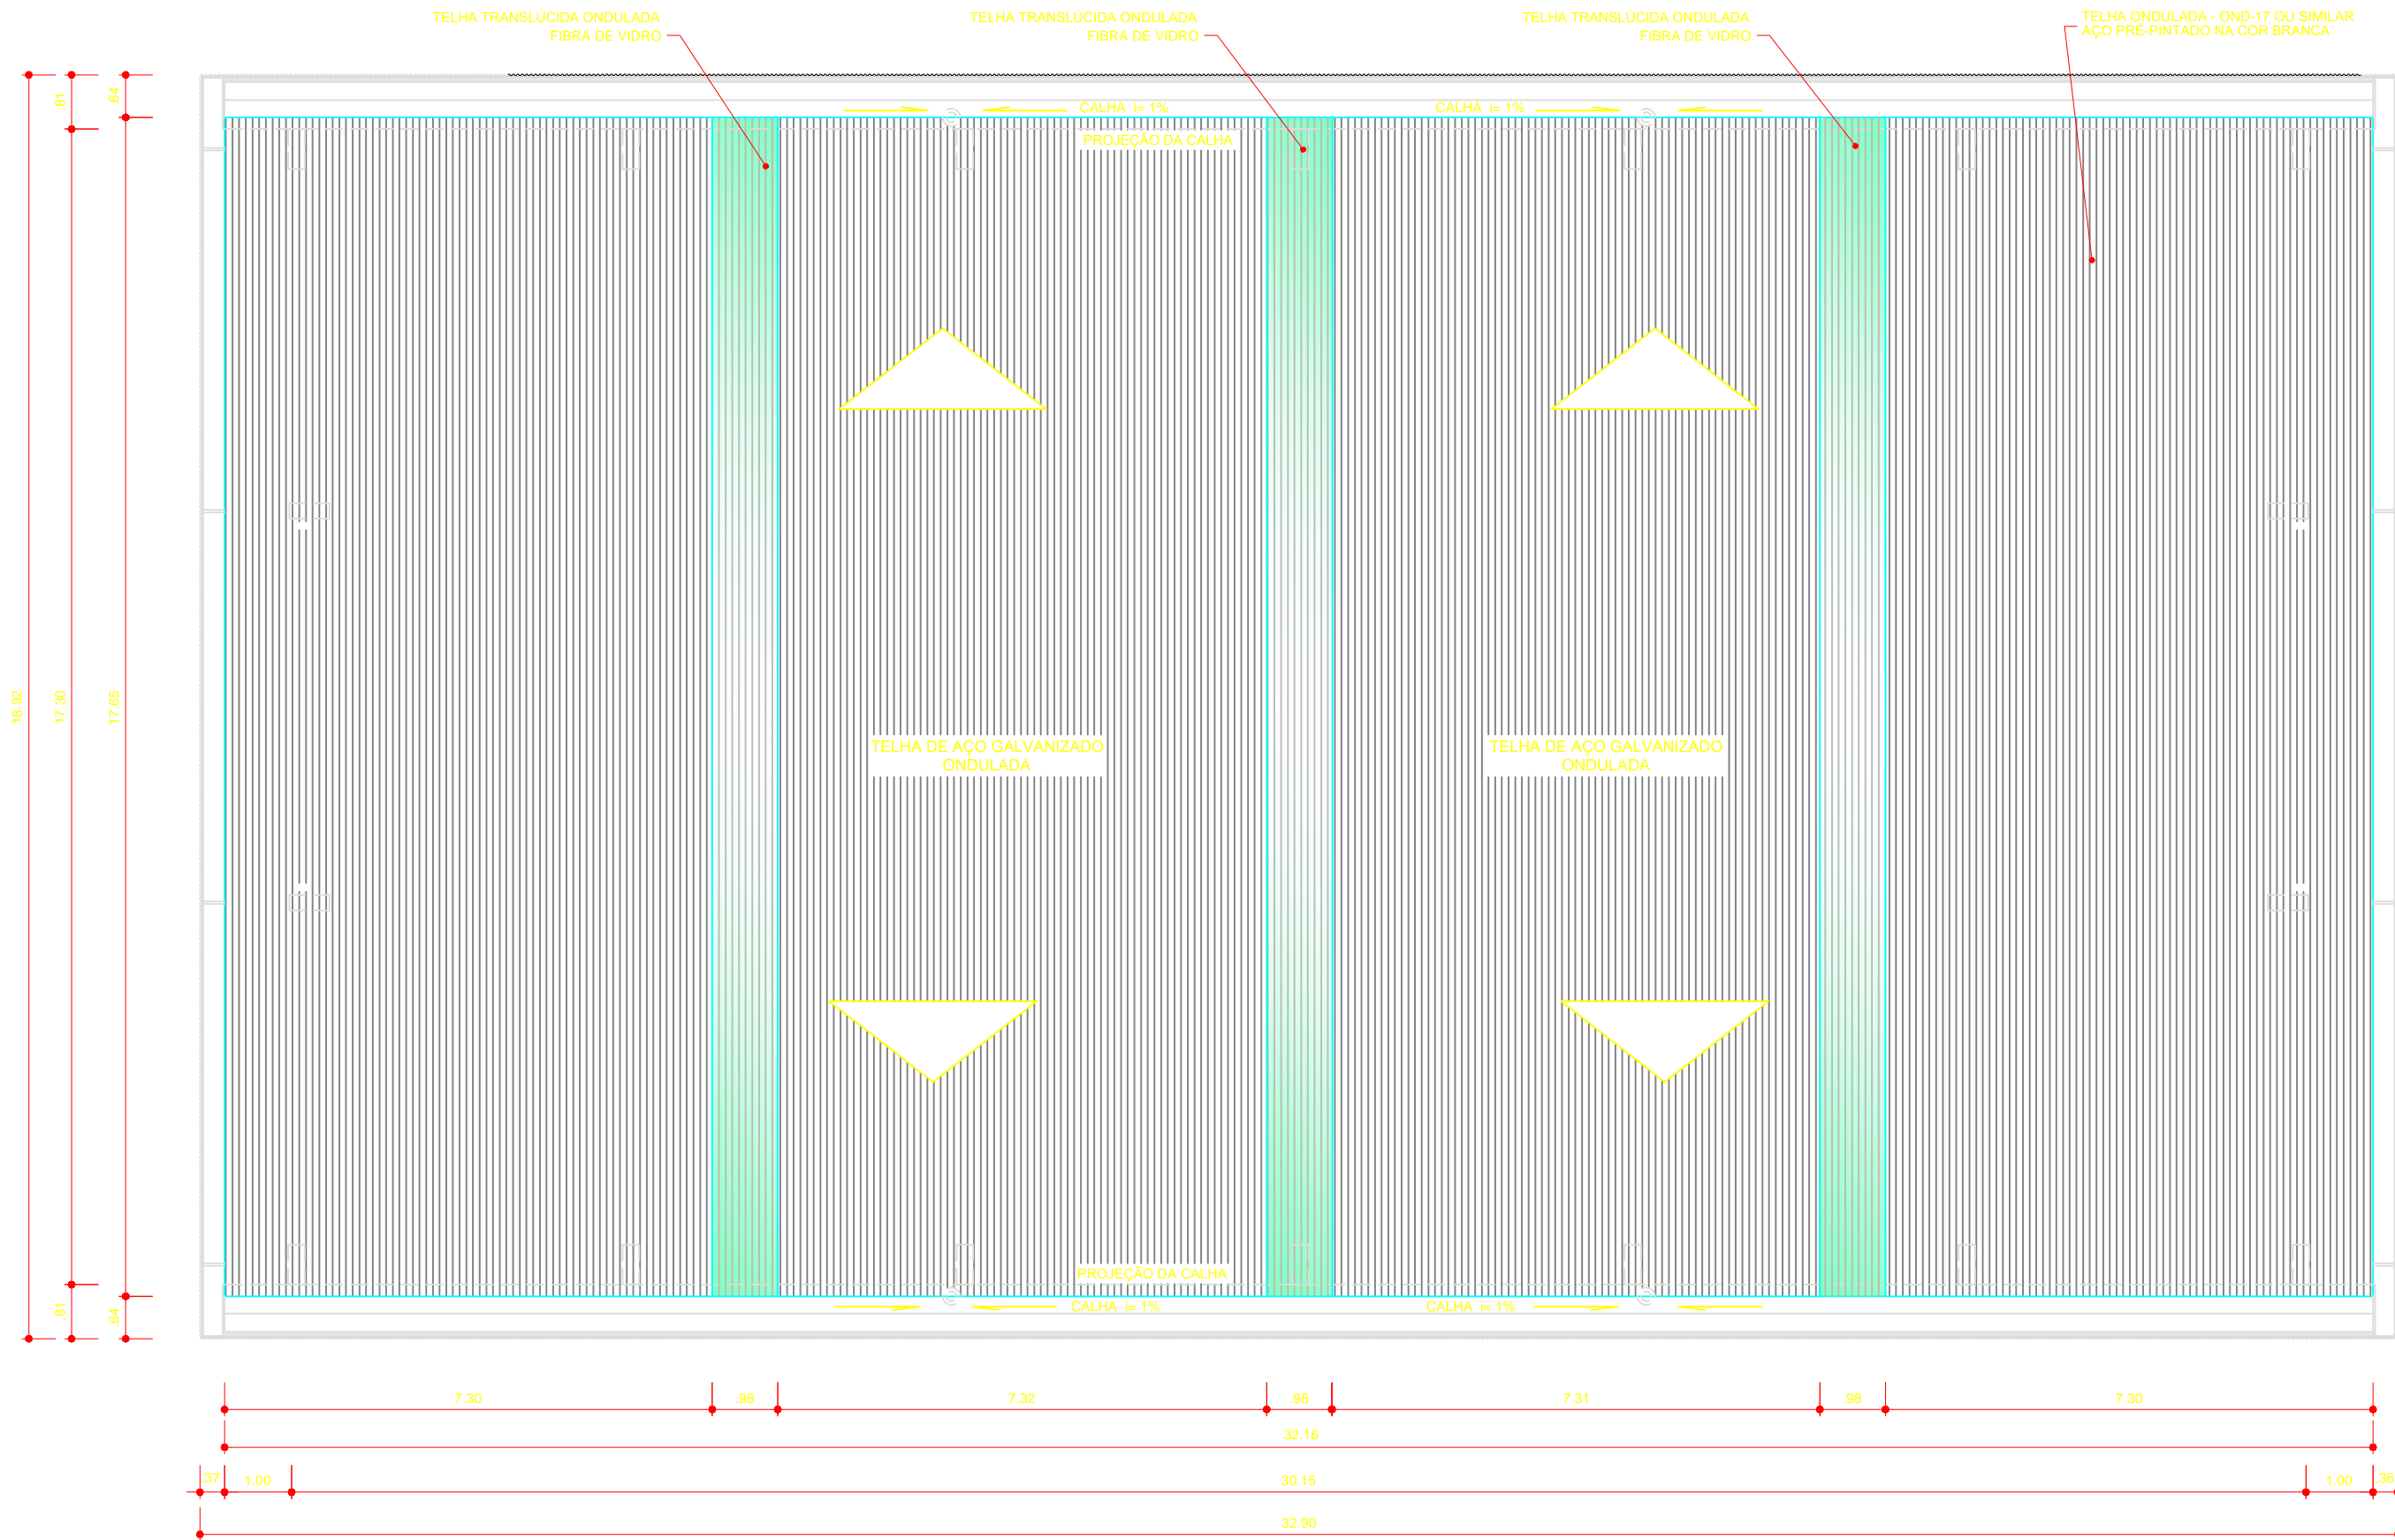 TELHA TRANSLÚCIDA ONDULADA
FIBRA DE VIDRO
TELHA TRANSLÚCIDA ONDULADA
FIBRA DE VIDRO
TELHA TRANSLÚCIDA ONDULADA
FIBRA DE VIDRO
TELHA ONDULADA - OND-17 OU SIMILAR
AÇO PRÉ-PINTADO NA COR BRANCA
.81
.64
CALHA i= 1%
CALHA i= 1%
PROJEÇÃO DA CALHA
18.92
17.30
17.65
TELHA DE AÇO GALVANIZADO
ONDULADA
TELHA DE AÇO GALVANIZADO
ONDULADA
PROJEÇÃO DA CALHA
.81
.64
CALHA i= 1%
CALHA i= 1%
7.30
.98
7.32
.98
7.31
.98
7.30
32.16
.37
1.00
30.15
1.00
.36
32.90